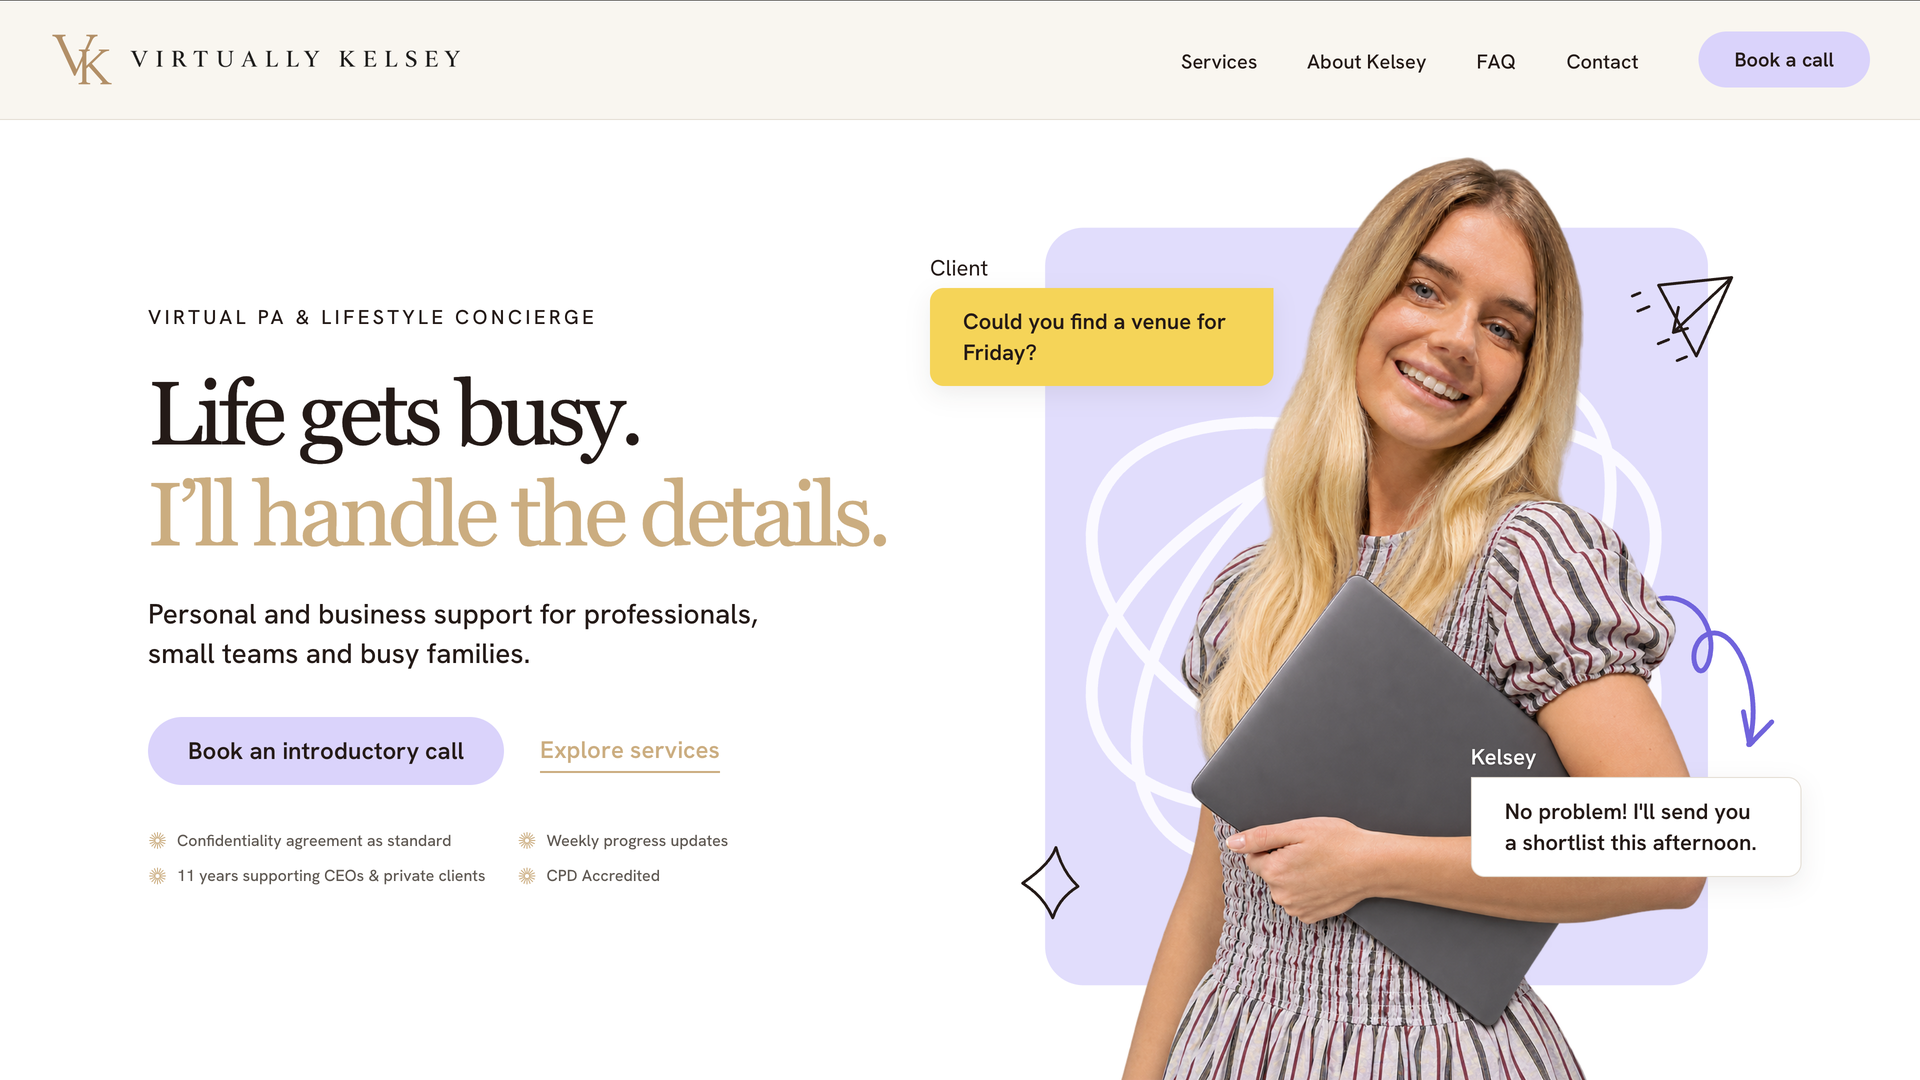 VK VIRTUALLY KELSEY
Services About Kelsey FAQ Contact Book a call
VIRTUAL PA & LIFESTYLE CONCIERGE
Life gets busy.
I’ll handle the details.
Personal and business support for professionals,
small teams and busy families.
Book an introductory call Explore services
Confidentiality agreement as standard Weekly progress updates
11 years supporting CEOs & private clients CPD Accredited
Client
Could you find a venue for
Friday?
Kelsey
No problem! I'll send you
a shortlist this afternoon.